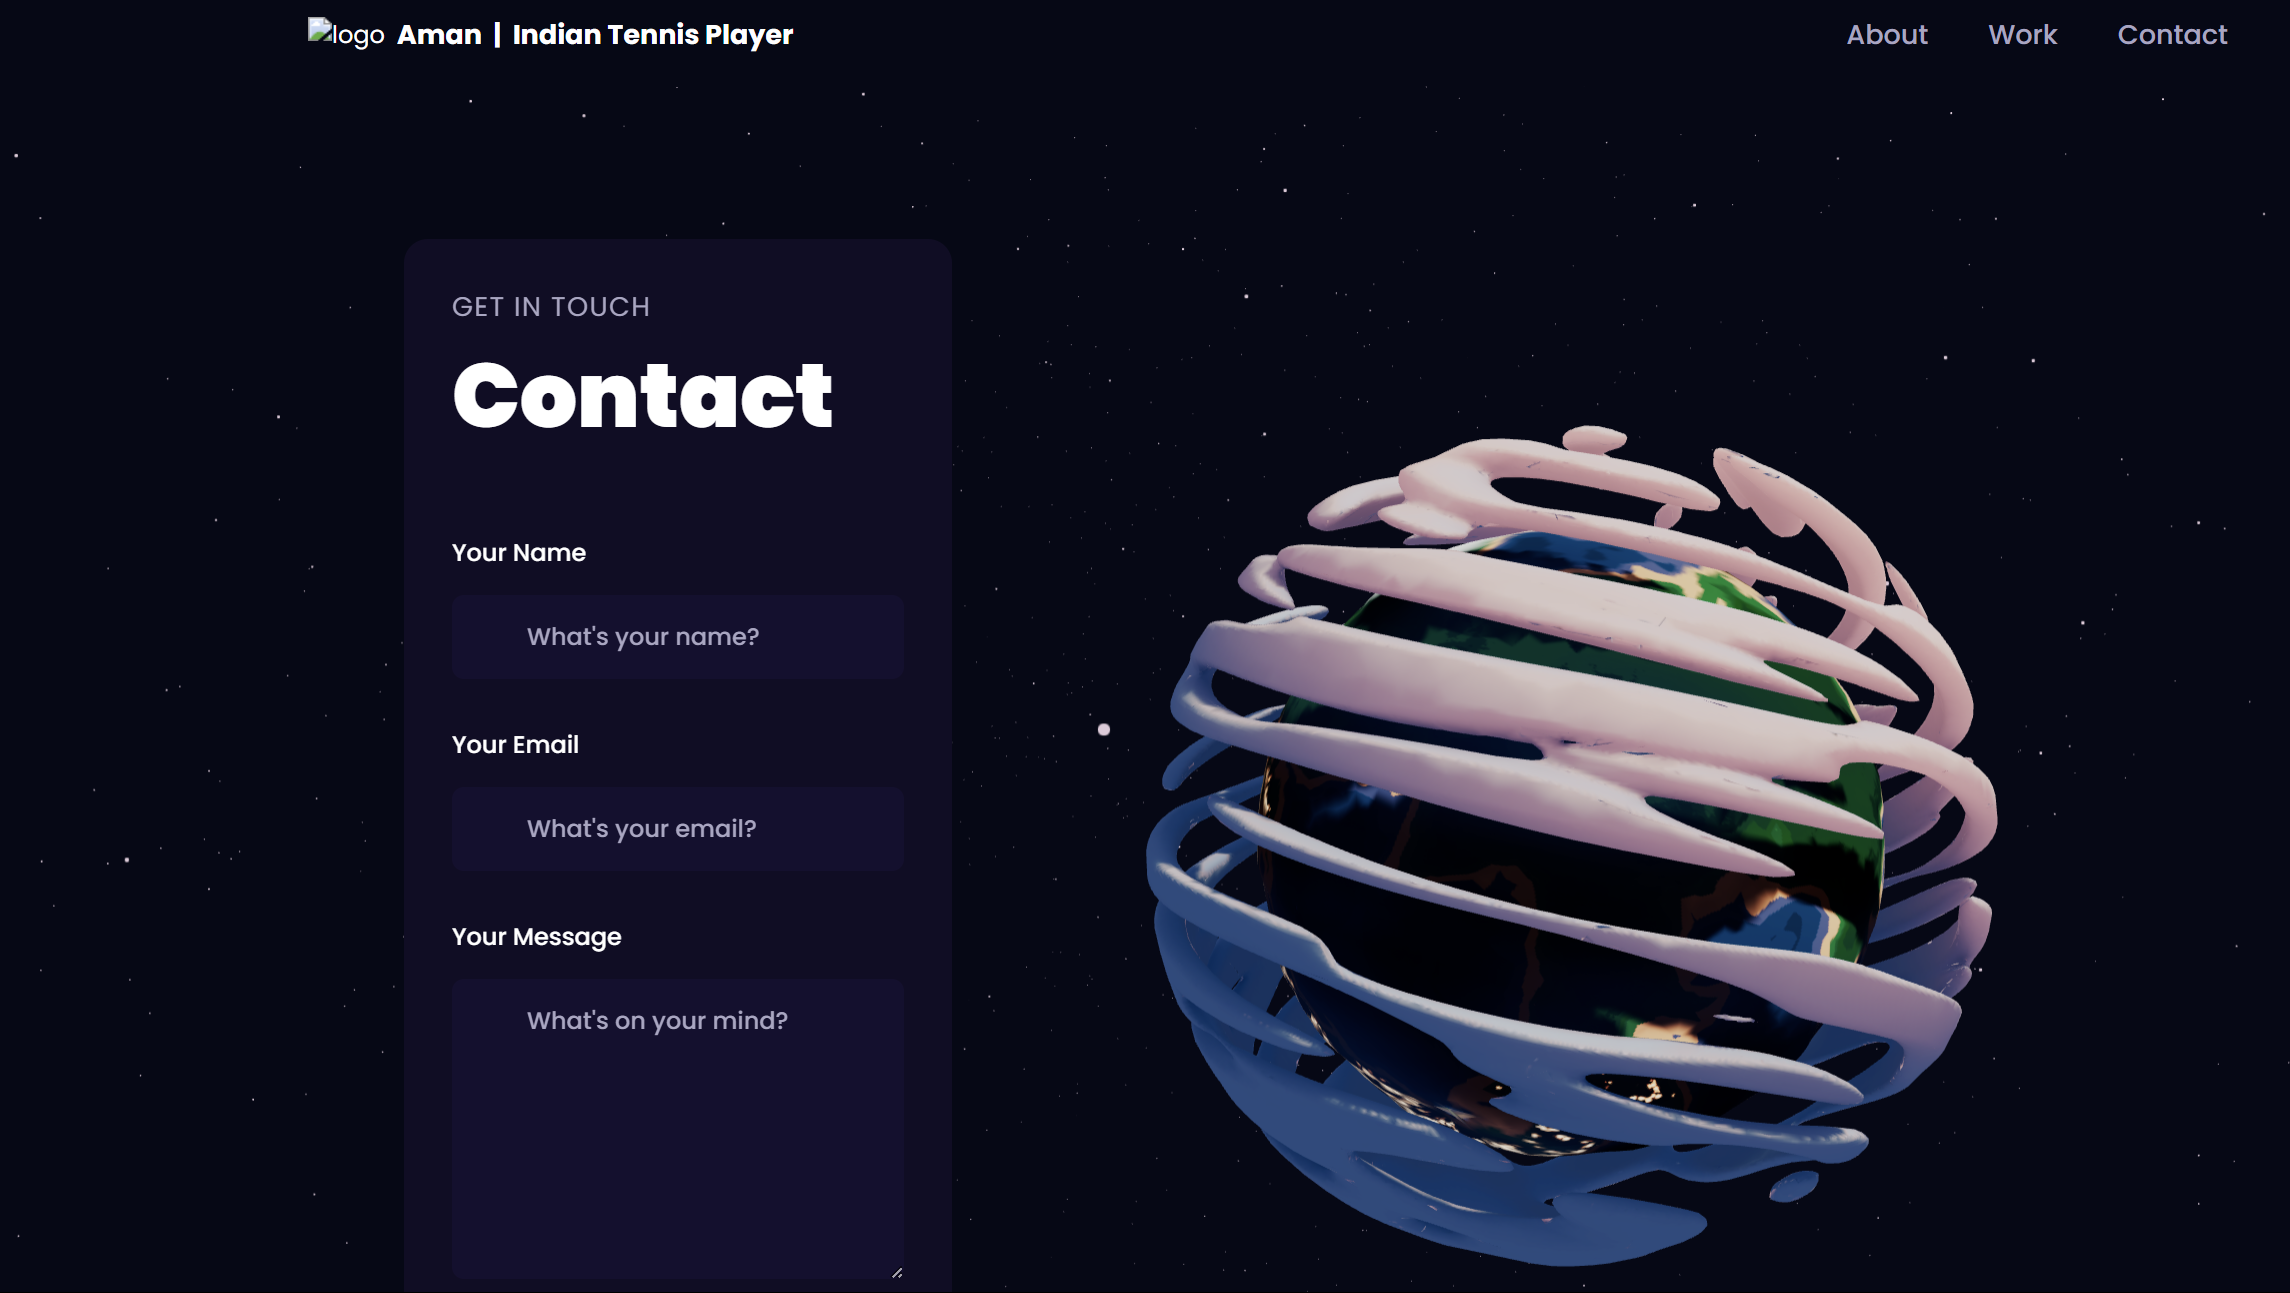 logo Aman | Indian Tennis Player
About Work Contact
GET IN TOUCH
Contact
Your Name
What's your name?
Your Email
What's your email?
Your Message
What's on your mind?